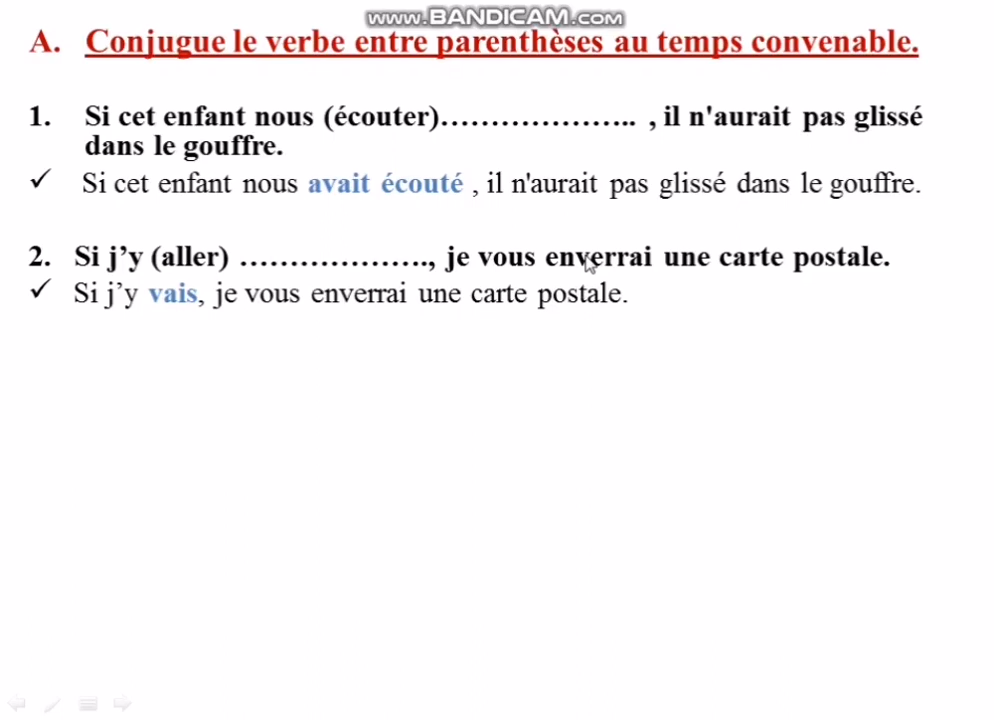 www.BANDICAM.com
A. Conjugue le verbe entre parenthèses au temps convenable.
1. Si cet enfant nous (écouter)………………….. , il n'aurait pas glissé
dans le gouffre.
✓ Si cet enfant nous avait écouté , il n'aurait pas glissé dans le gouffre.
2. Si j’y (aller) ………………….., je vous enverrai une carte postale.
✓ Si j’y vais, je vous enverrai une carte postale.